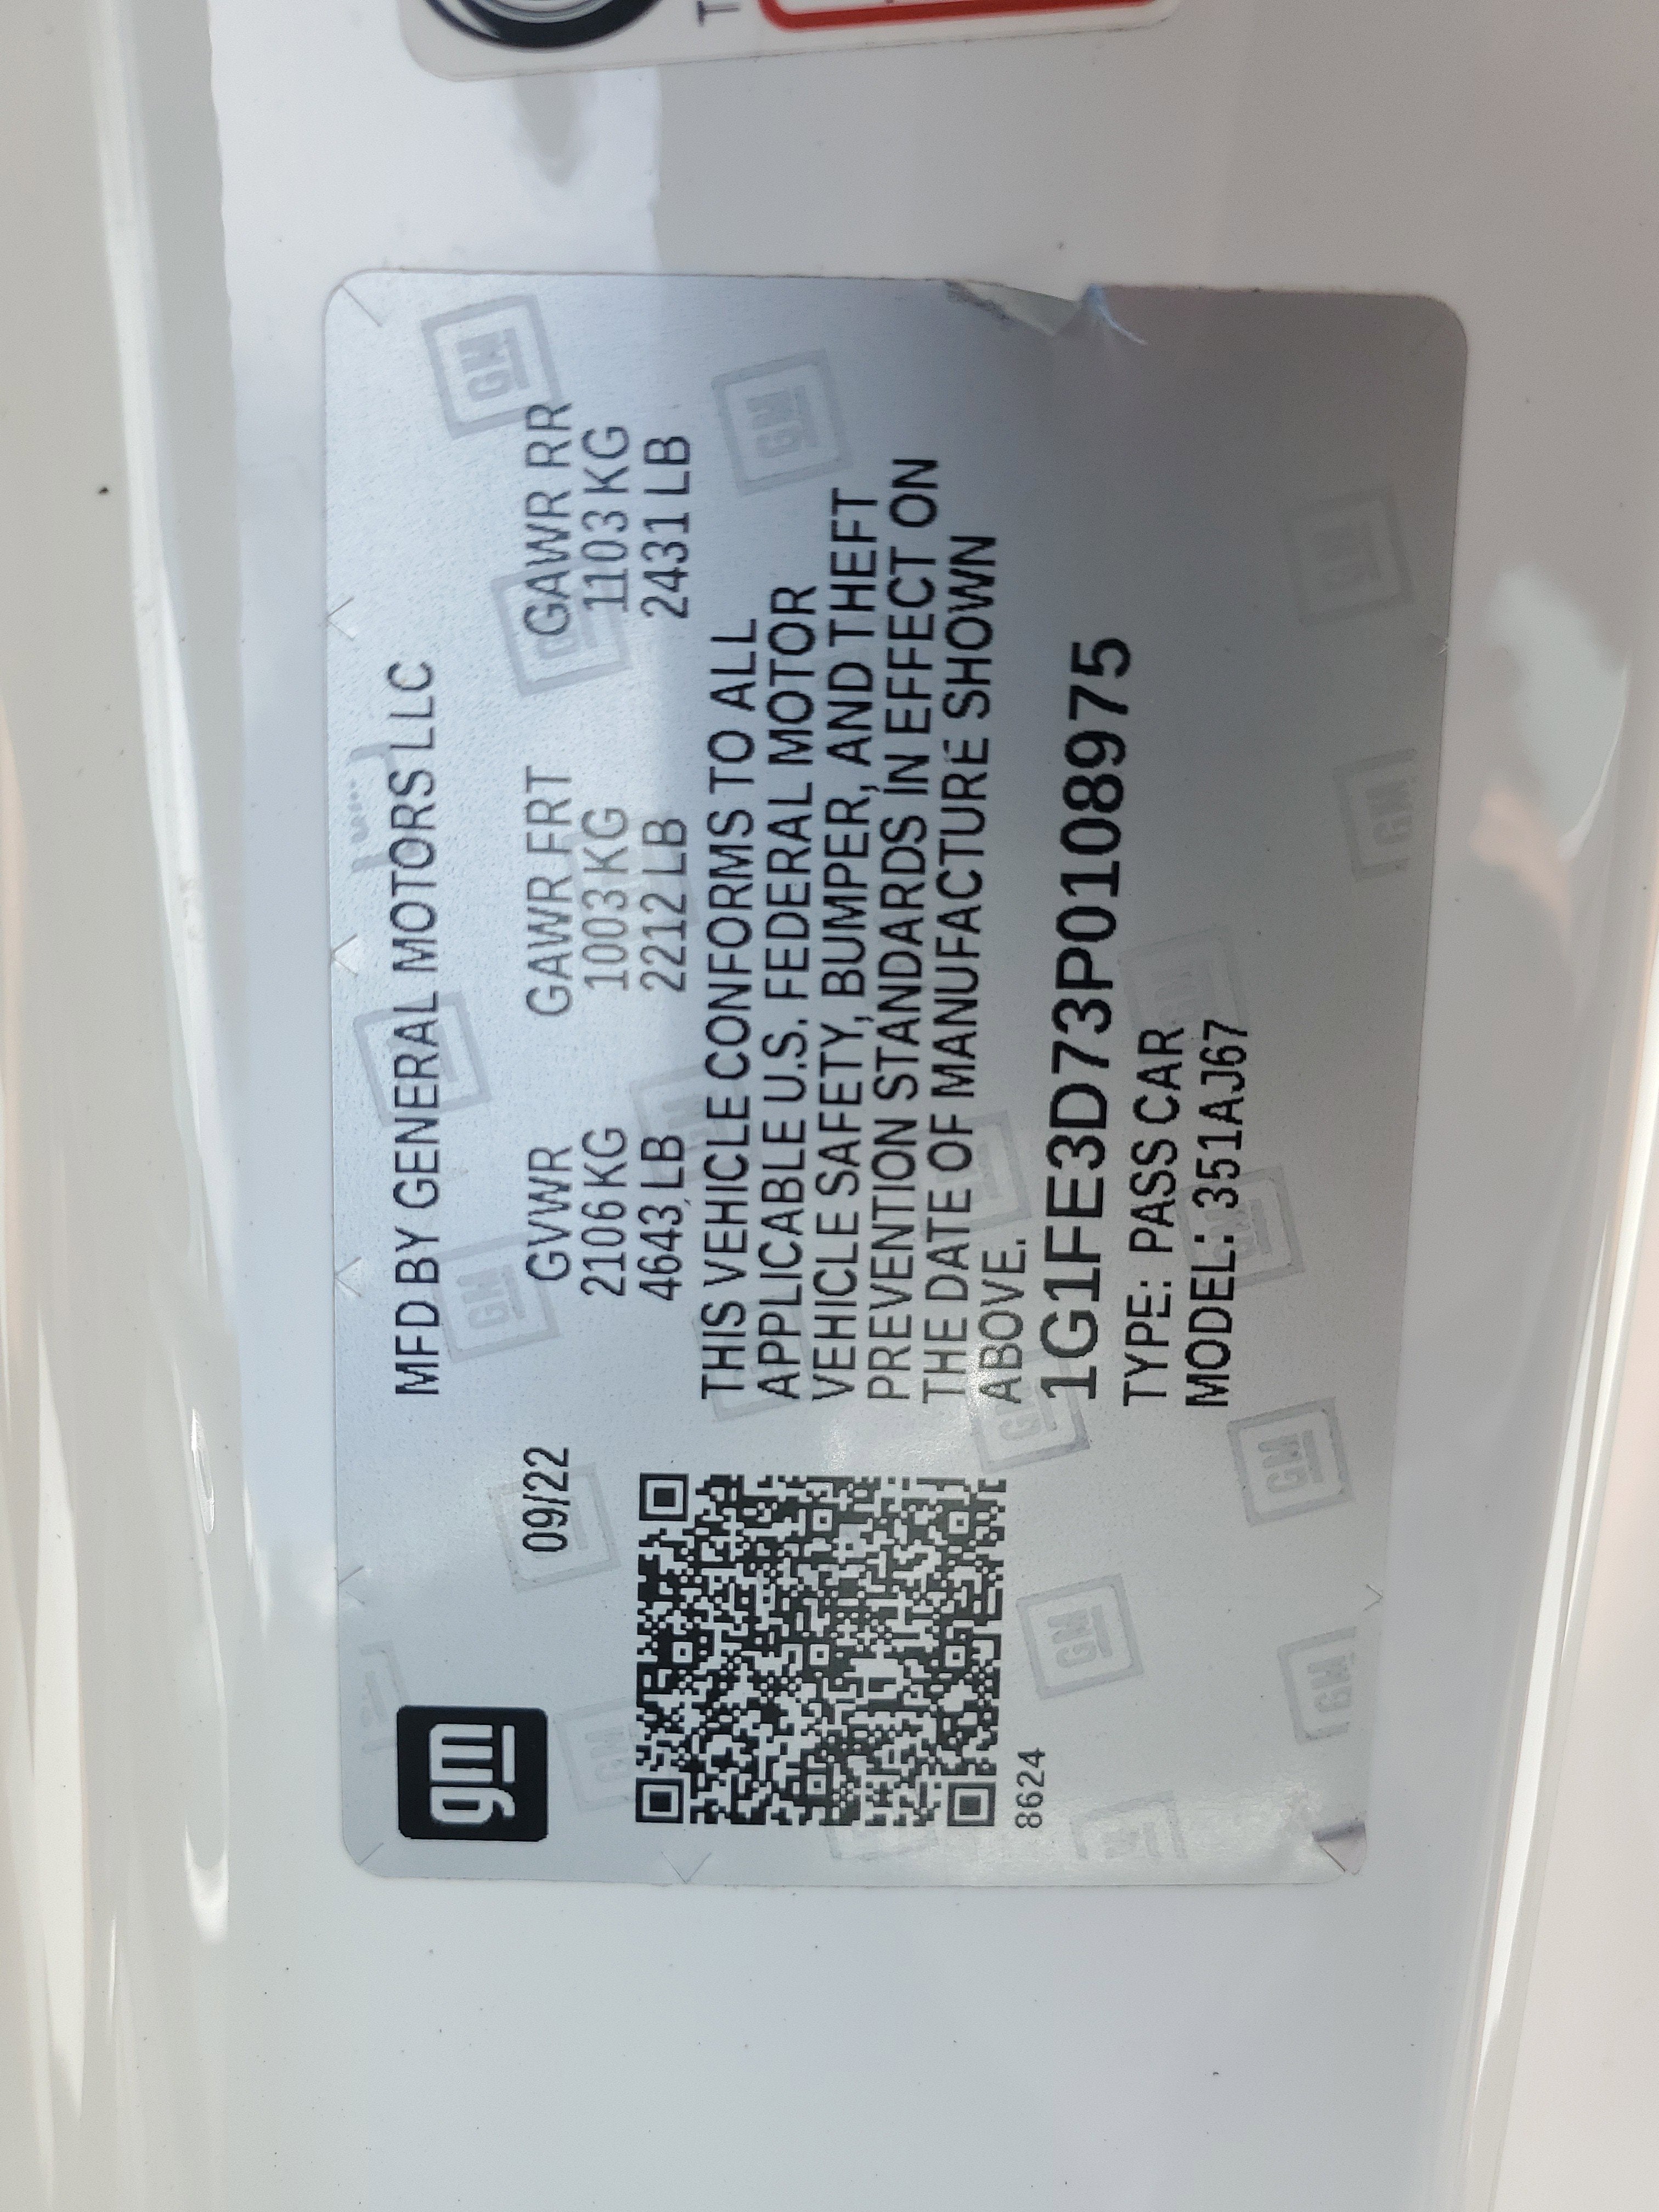 gm
MFD BY GENERAL MOTORS LLC
09/22
GVWR GAWR FRT GAWR RR
2106 KG 1003 KG 1103 KG
4643 LB 2212 LB 2431 LB
THIS VEHICLE CONFORMS TO ALL
APPLICABLE U.S. FEDERAL MOTOR
VEHICLE SAFETY, BUMPER, AND THEFT
PREVENTION STANDARDS IN EFFECT ON
THE DATE OF MANUFACTURE SHOWN
ABOVE.
1G1FE3D73P0108975
TYPE: PASS CAR
MODEL: 351AJ67
8624